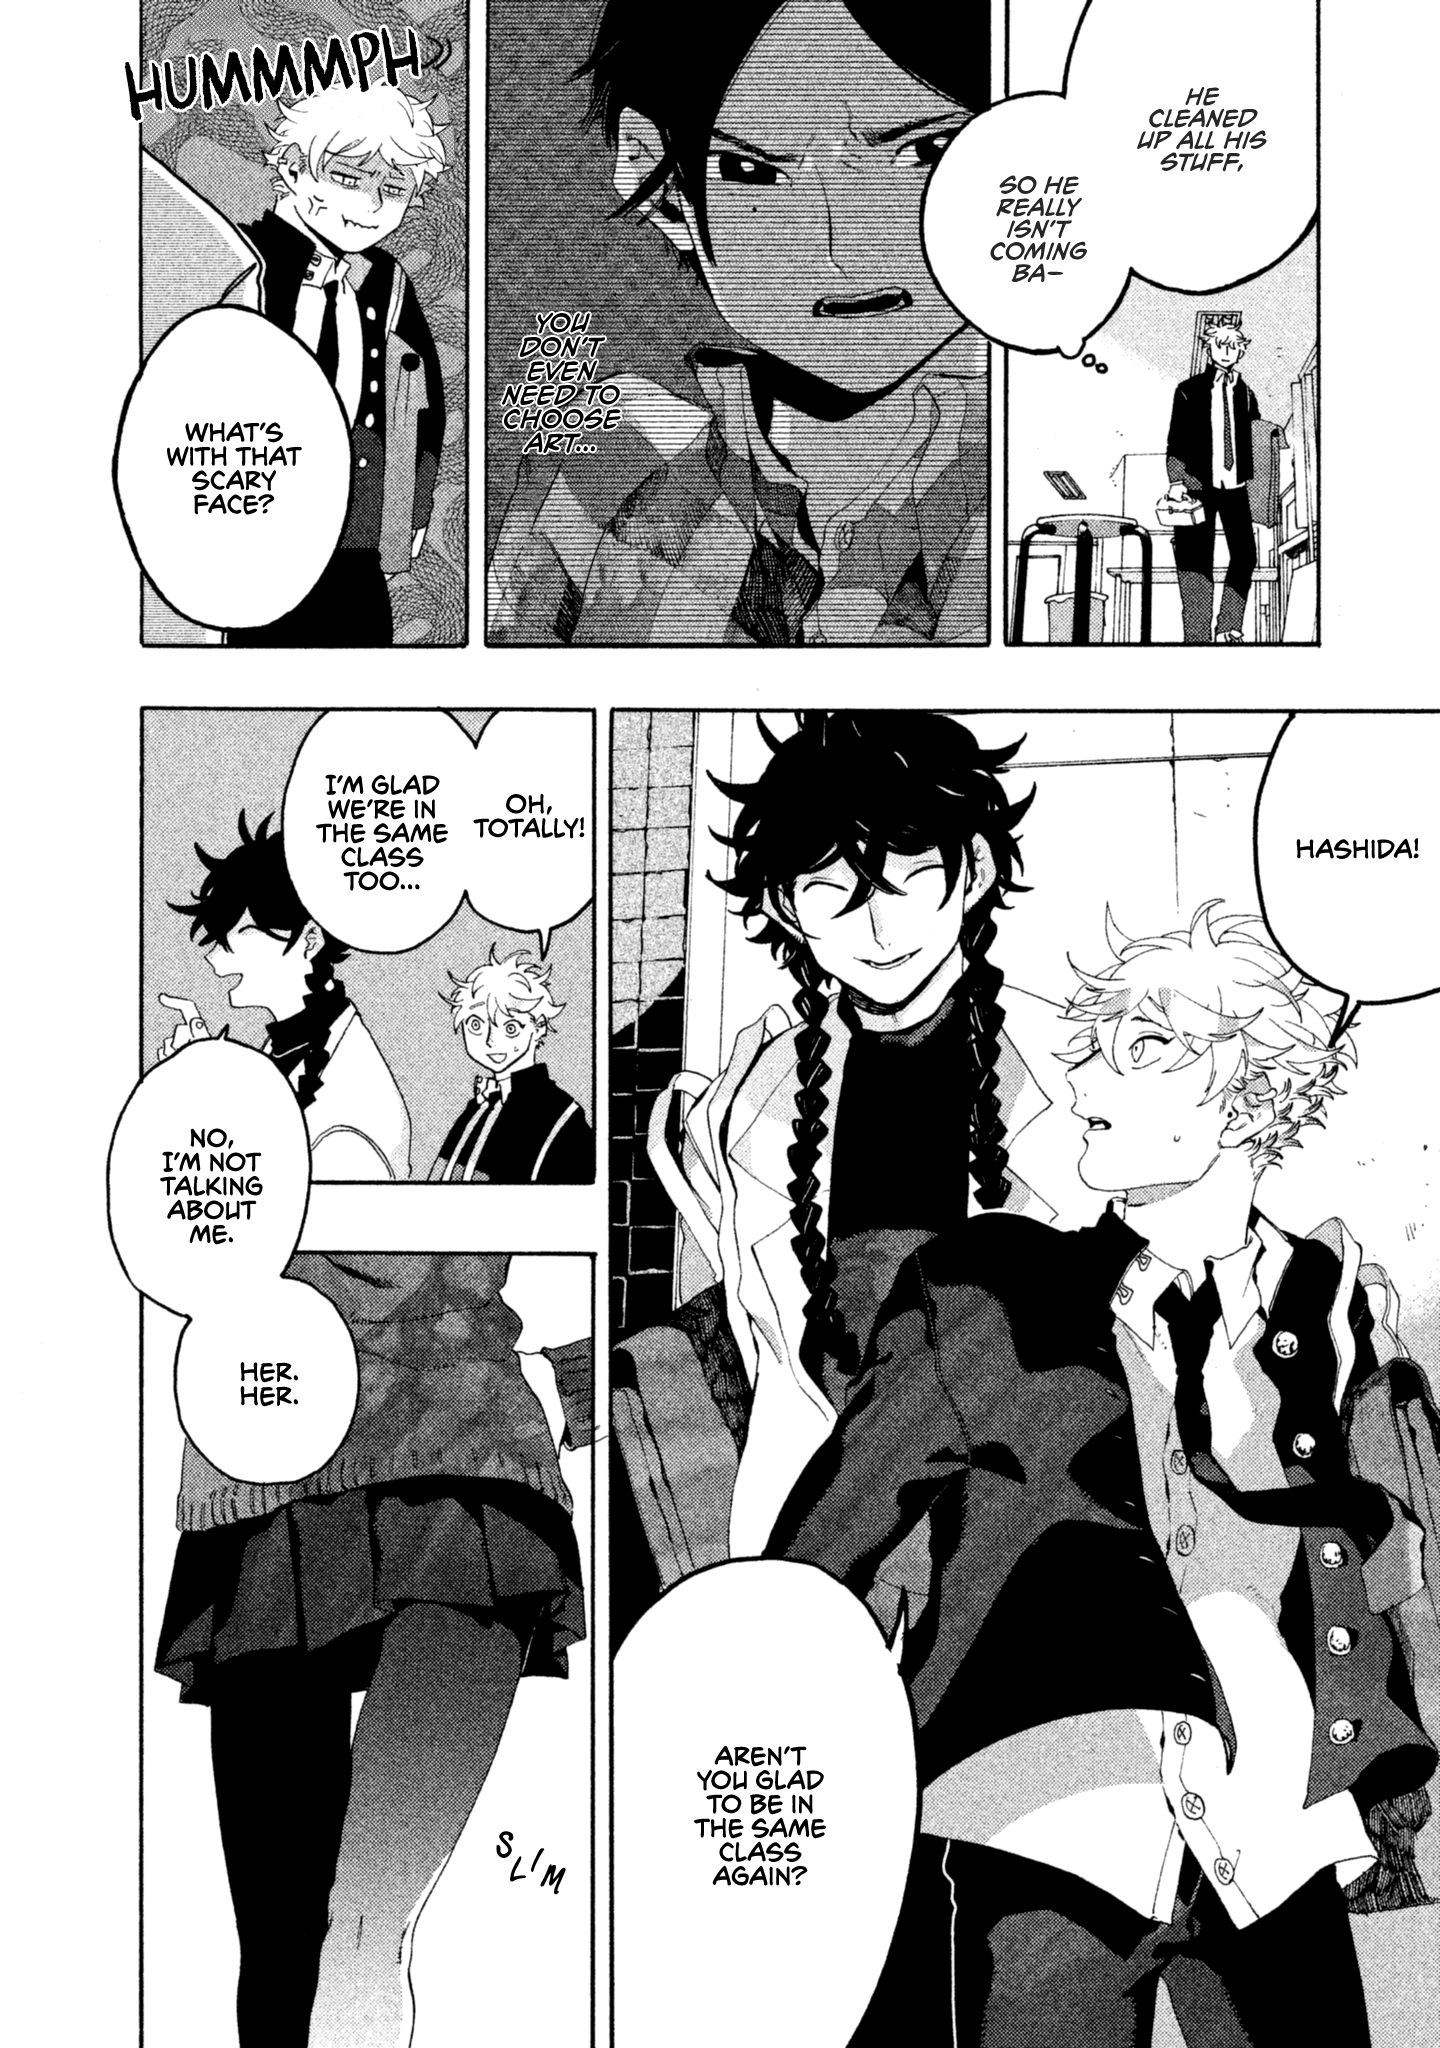 HE
CLEANED
UP ALL HIS
STUFF,
SO HE
REALLY
ISN'T
COMING
BA—
YOU
DON'T
EVEN
NEED TO
CHOOSE
ART...
HUMMMPH
WHAT'S
WITH THAT
SCARY
FACE?
HASHIDA!
AREN'T
YOU GLAD
TO BE IN
THE SAME
CLASS
AGAIN?
OH,
TOTALLY!
I'M GLAD
WE'RE IN
THE SAME
CLASS
TOO...
NO,
I'M NOT
TALKING
ABOUT
ME.
HER.
HER.
SLIM